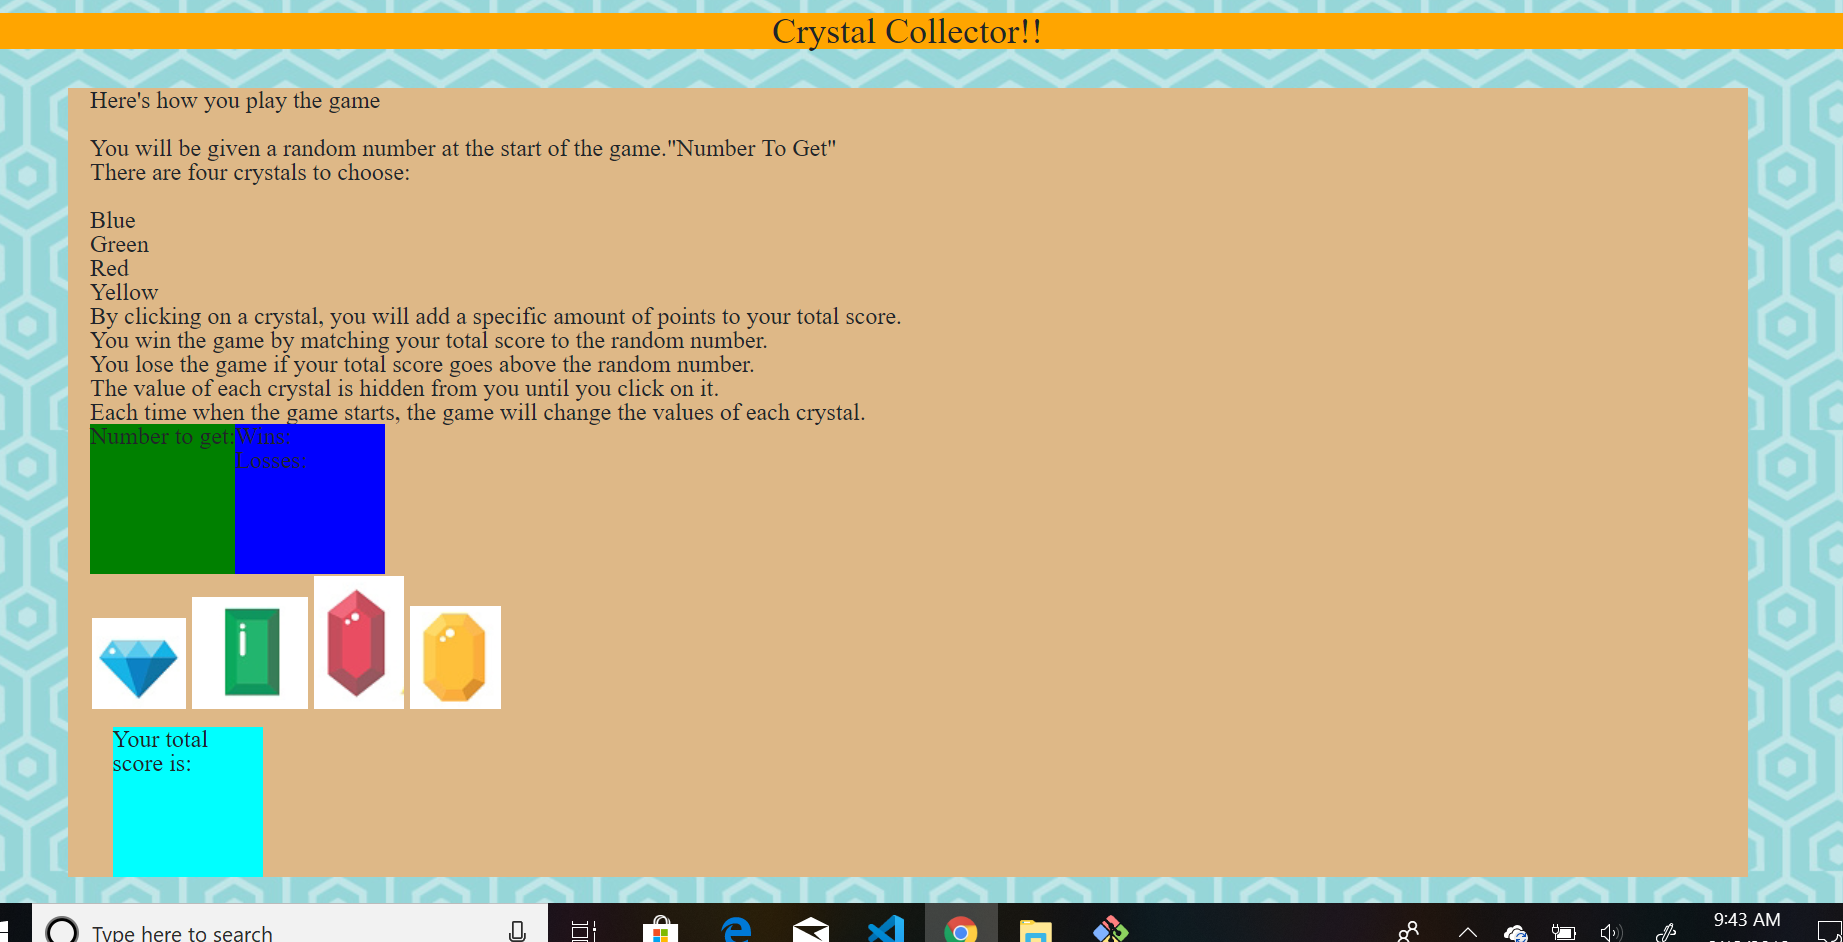 Crystal Collector!!
Here's how you play the game
You will be given a random number at the start of the game."Number To Get"
There are four crystals to choose:
Blue
Green
Red
Yellow
By clicking on a crystal, you will add a specific amount of points to your total score.
You win the game by matching your total score to the random number.
You lose the game if your total score goes above the random number.
The value of each crystal is hidden from you until you click on it.
Each time when the game starts, the game will change the values of each crystal.
Number to get:Wins:
Losses:
Your total
score is:
Type here to search
9:43 AM